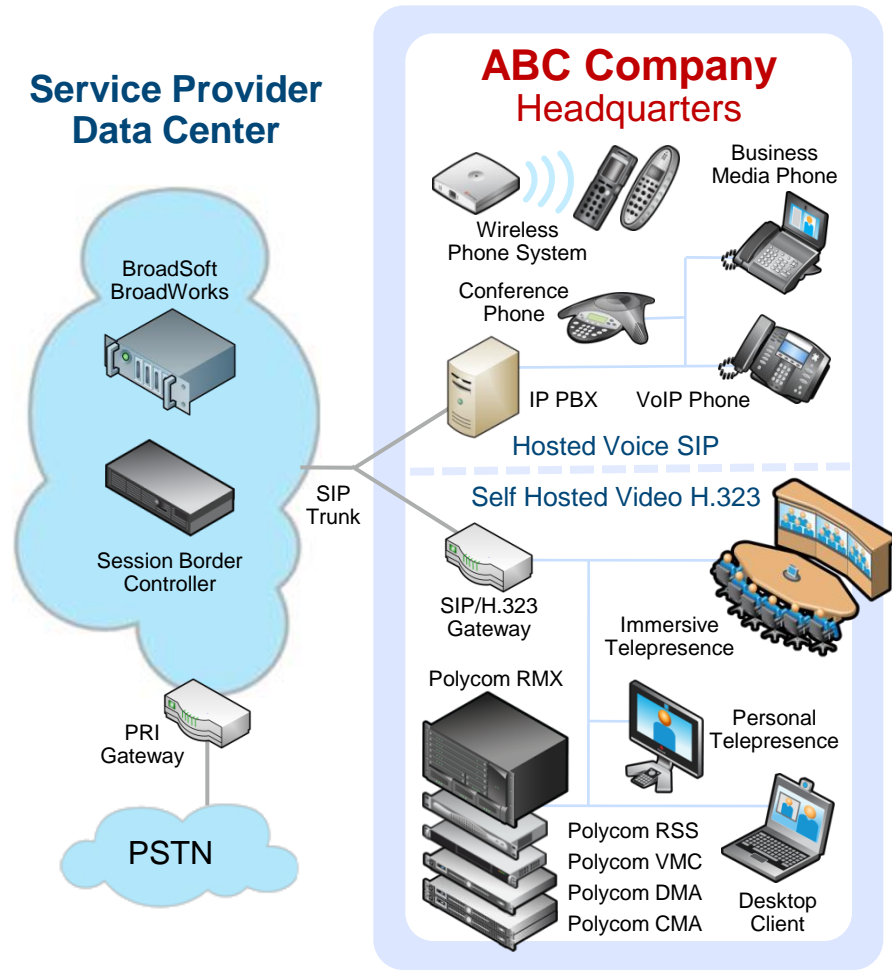 Service Provider
Data Center
BroadSoft
BroadWorks
Session Border
Controller
PRI
Gateway
PSTN
SIP
Trunk
ABC Company
Headquarters
Wireless
Phone System
Business
Media Phone
Conference
Phone
IP PBX
VoIP Phone
Hosted Voice SIP
Self Hosted Video H.323
SIP/H.323
Gateway
Immersive
Telepresence
Polycom RMX
Personal
Telepresence
Polycom RSS
Polycom VMC
Polycom DMA
Polycom CMA
Desktop
Client